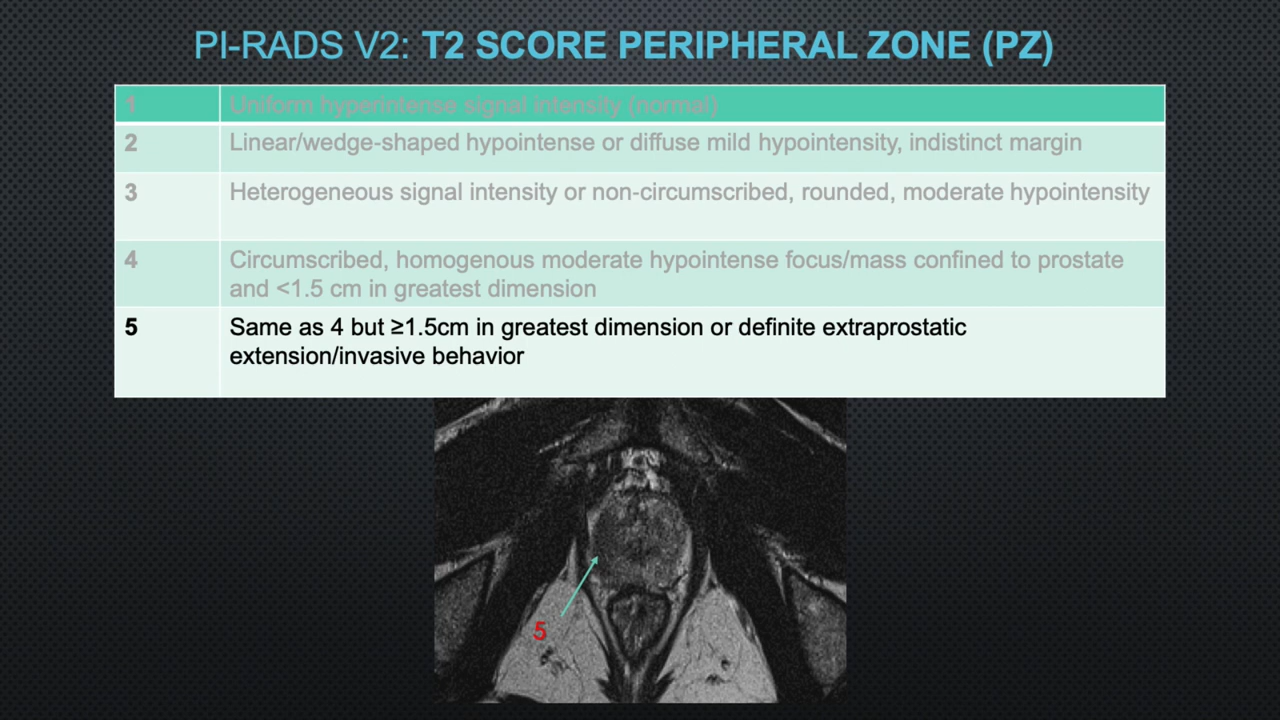 PI-RADS V2: T2 SCORE PERIPHERAL ZONE (PZ)
1 Uniform hyperintense signal intensity (normal)
2 Linear/wedge-shaped hypointense or diffuse mild hypointensity, indistinct margin
3 Heterogeneous signal intensity or non-circumscribed, rounded, moderate hypointensity
4 Circumscribed, homogenous moderate hypointense focus/mass confined to prostate
and <1.5 cm in greatest dimension
5 Same as 4 but ≥1.5cm in greatest dimension or definite extraprostatic
extension/invasive behavior
5